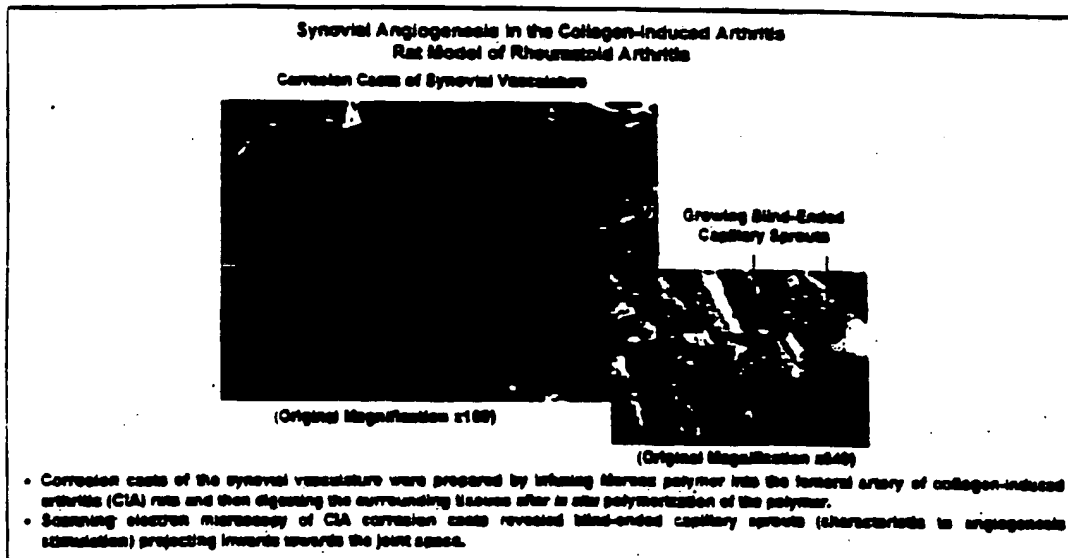 Synovial Angiogenesis in the Collagen-Induced Arthritis
Rat Model of Rheumatoid Arthritis
Corrosion Casts of Synovial Vasculature
Growing Blind-Ended
Capillary Sprouts
(Original Magnification
(Original Magnification
• Corrosion casts of the synovial vasculature were prepared by infusing polymer into the femoral artery of collagen-induced
arthritis (CIA) rats and then digesting the surrounding tissues after in situ polymerization of the polymer.
• Scanning electron microscopy of CIA corrosion casts revealed blind-ended capillary sprouts (characteristic to angiogenesis
stimulation) projecting inwards towards the joint space.